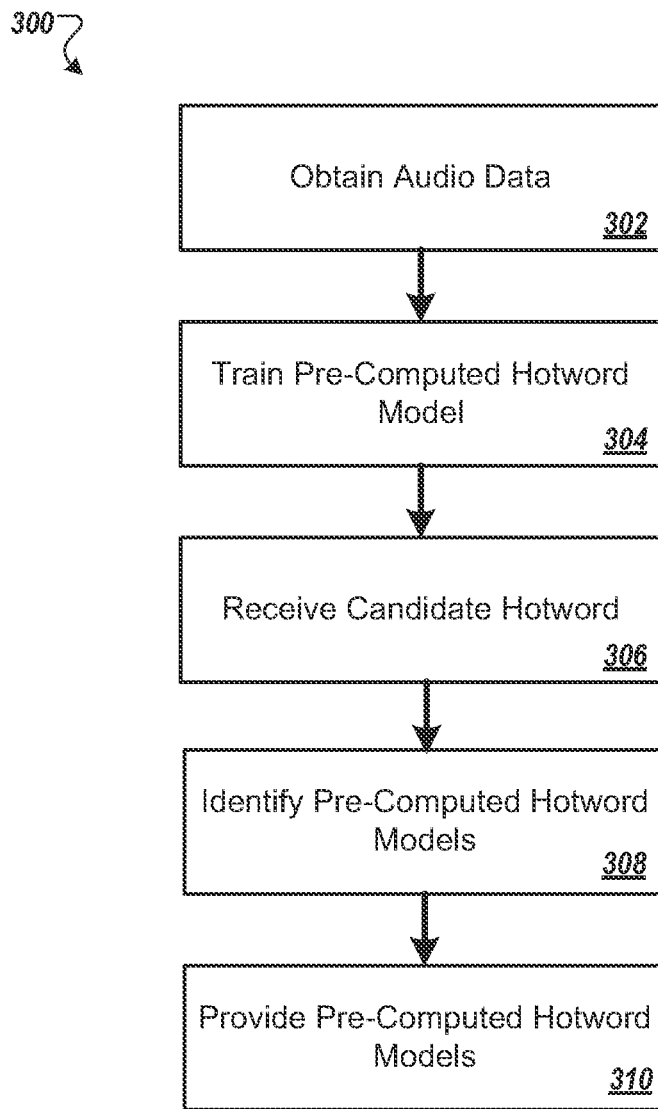 300
Obtain Audio Data
302
Train Pre-Computed Hotword
Model
304
Receive Candidate Hotword
306
Identify Pre-Computed Hotword
Models
308
Provide Pre-Computed Hotword
Models
310